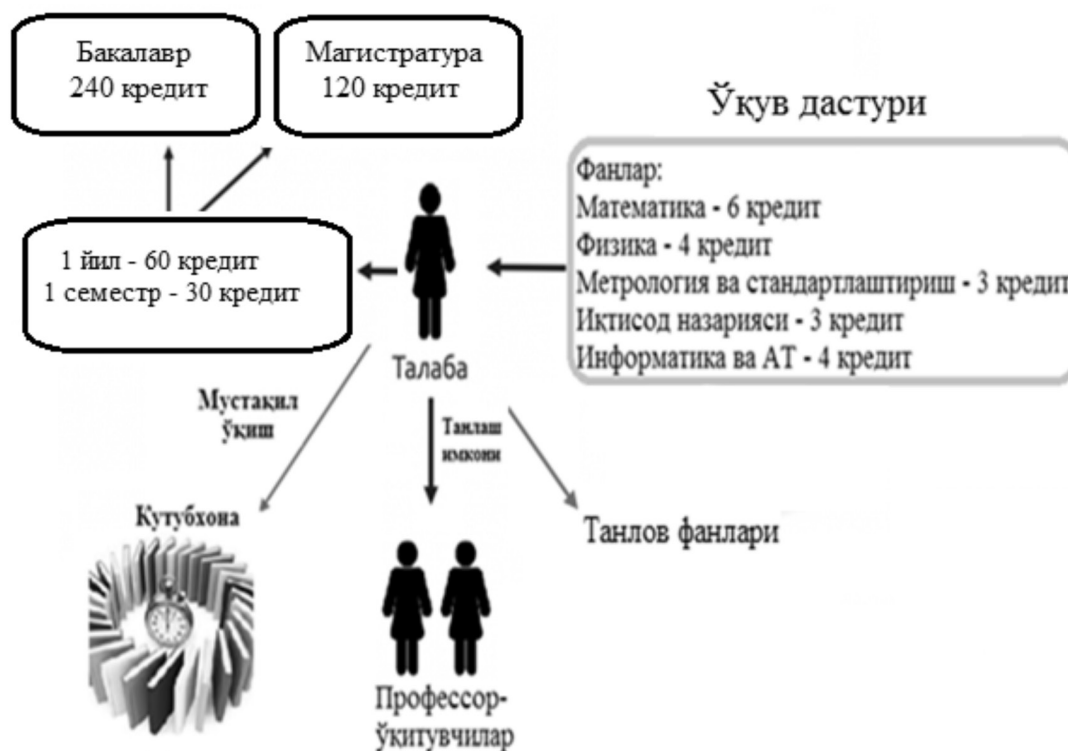 Бакалавр
240 кредит
Магистратура
120 кредит
Ўқув дастури
Фанлар:
Математика - 6 кредит
Физика - 4 кредит
Метрология ва стандартлаштириш - 3 кредит
Иқтисод назарияси - 3 кредит
Информатика ва АТ - 4 кредит
1 йил - 60 кредит
1 семестр - 30 кредит
Талаба
Мустақил
ўқиш
Танлаш
имкони
Кутубхона
Танлов фанлари
Профессор-
ўқитувчилар